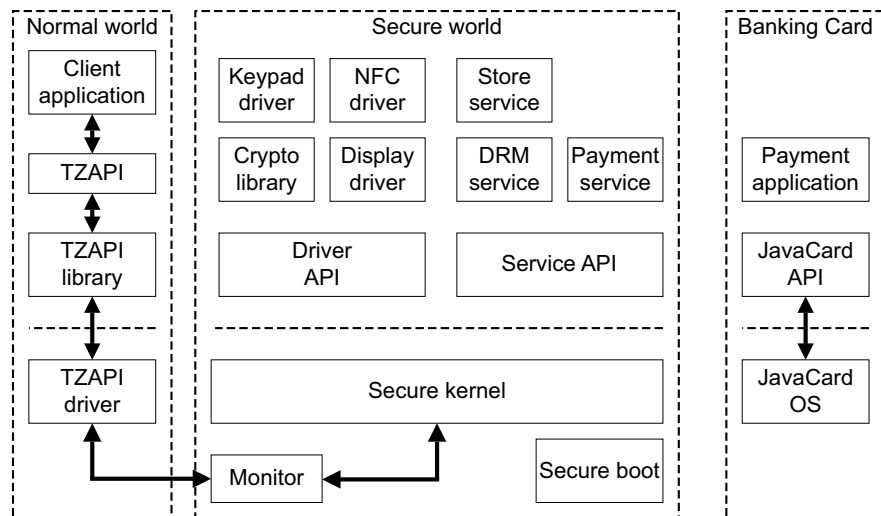 Normal world
Client
application
TZAPI
TZAPI
library
TZAPI
driver
Secure world
Keypad
driver
NFC
driver
Store
service
Crypto
library
Display
driver
DRM
service
Payment
service
Driver
API
Service API
Secure kernel
Monitor
Secure boot
Banking Card
Payment
application
JavaCard
API
JavaCard
OS